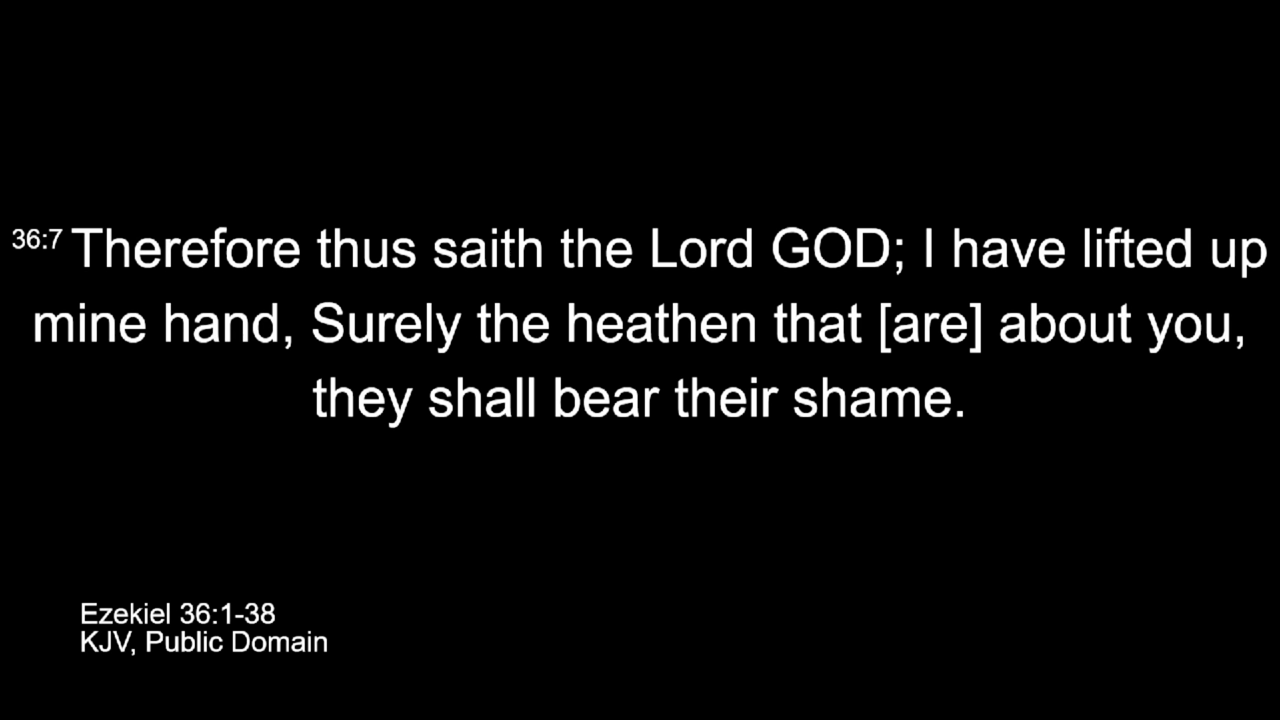 36:7 Therefore thus saith the Lord GOD; I have lifted up
mine hand, Surely the heathen that [are] about you,
they shall bear their shame.
Ezekiel 36:1-38
KJV, Public Domain